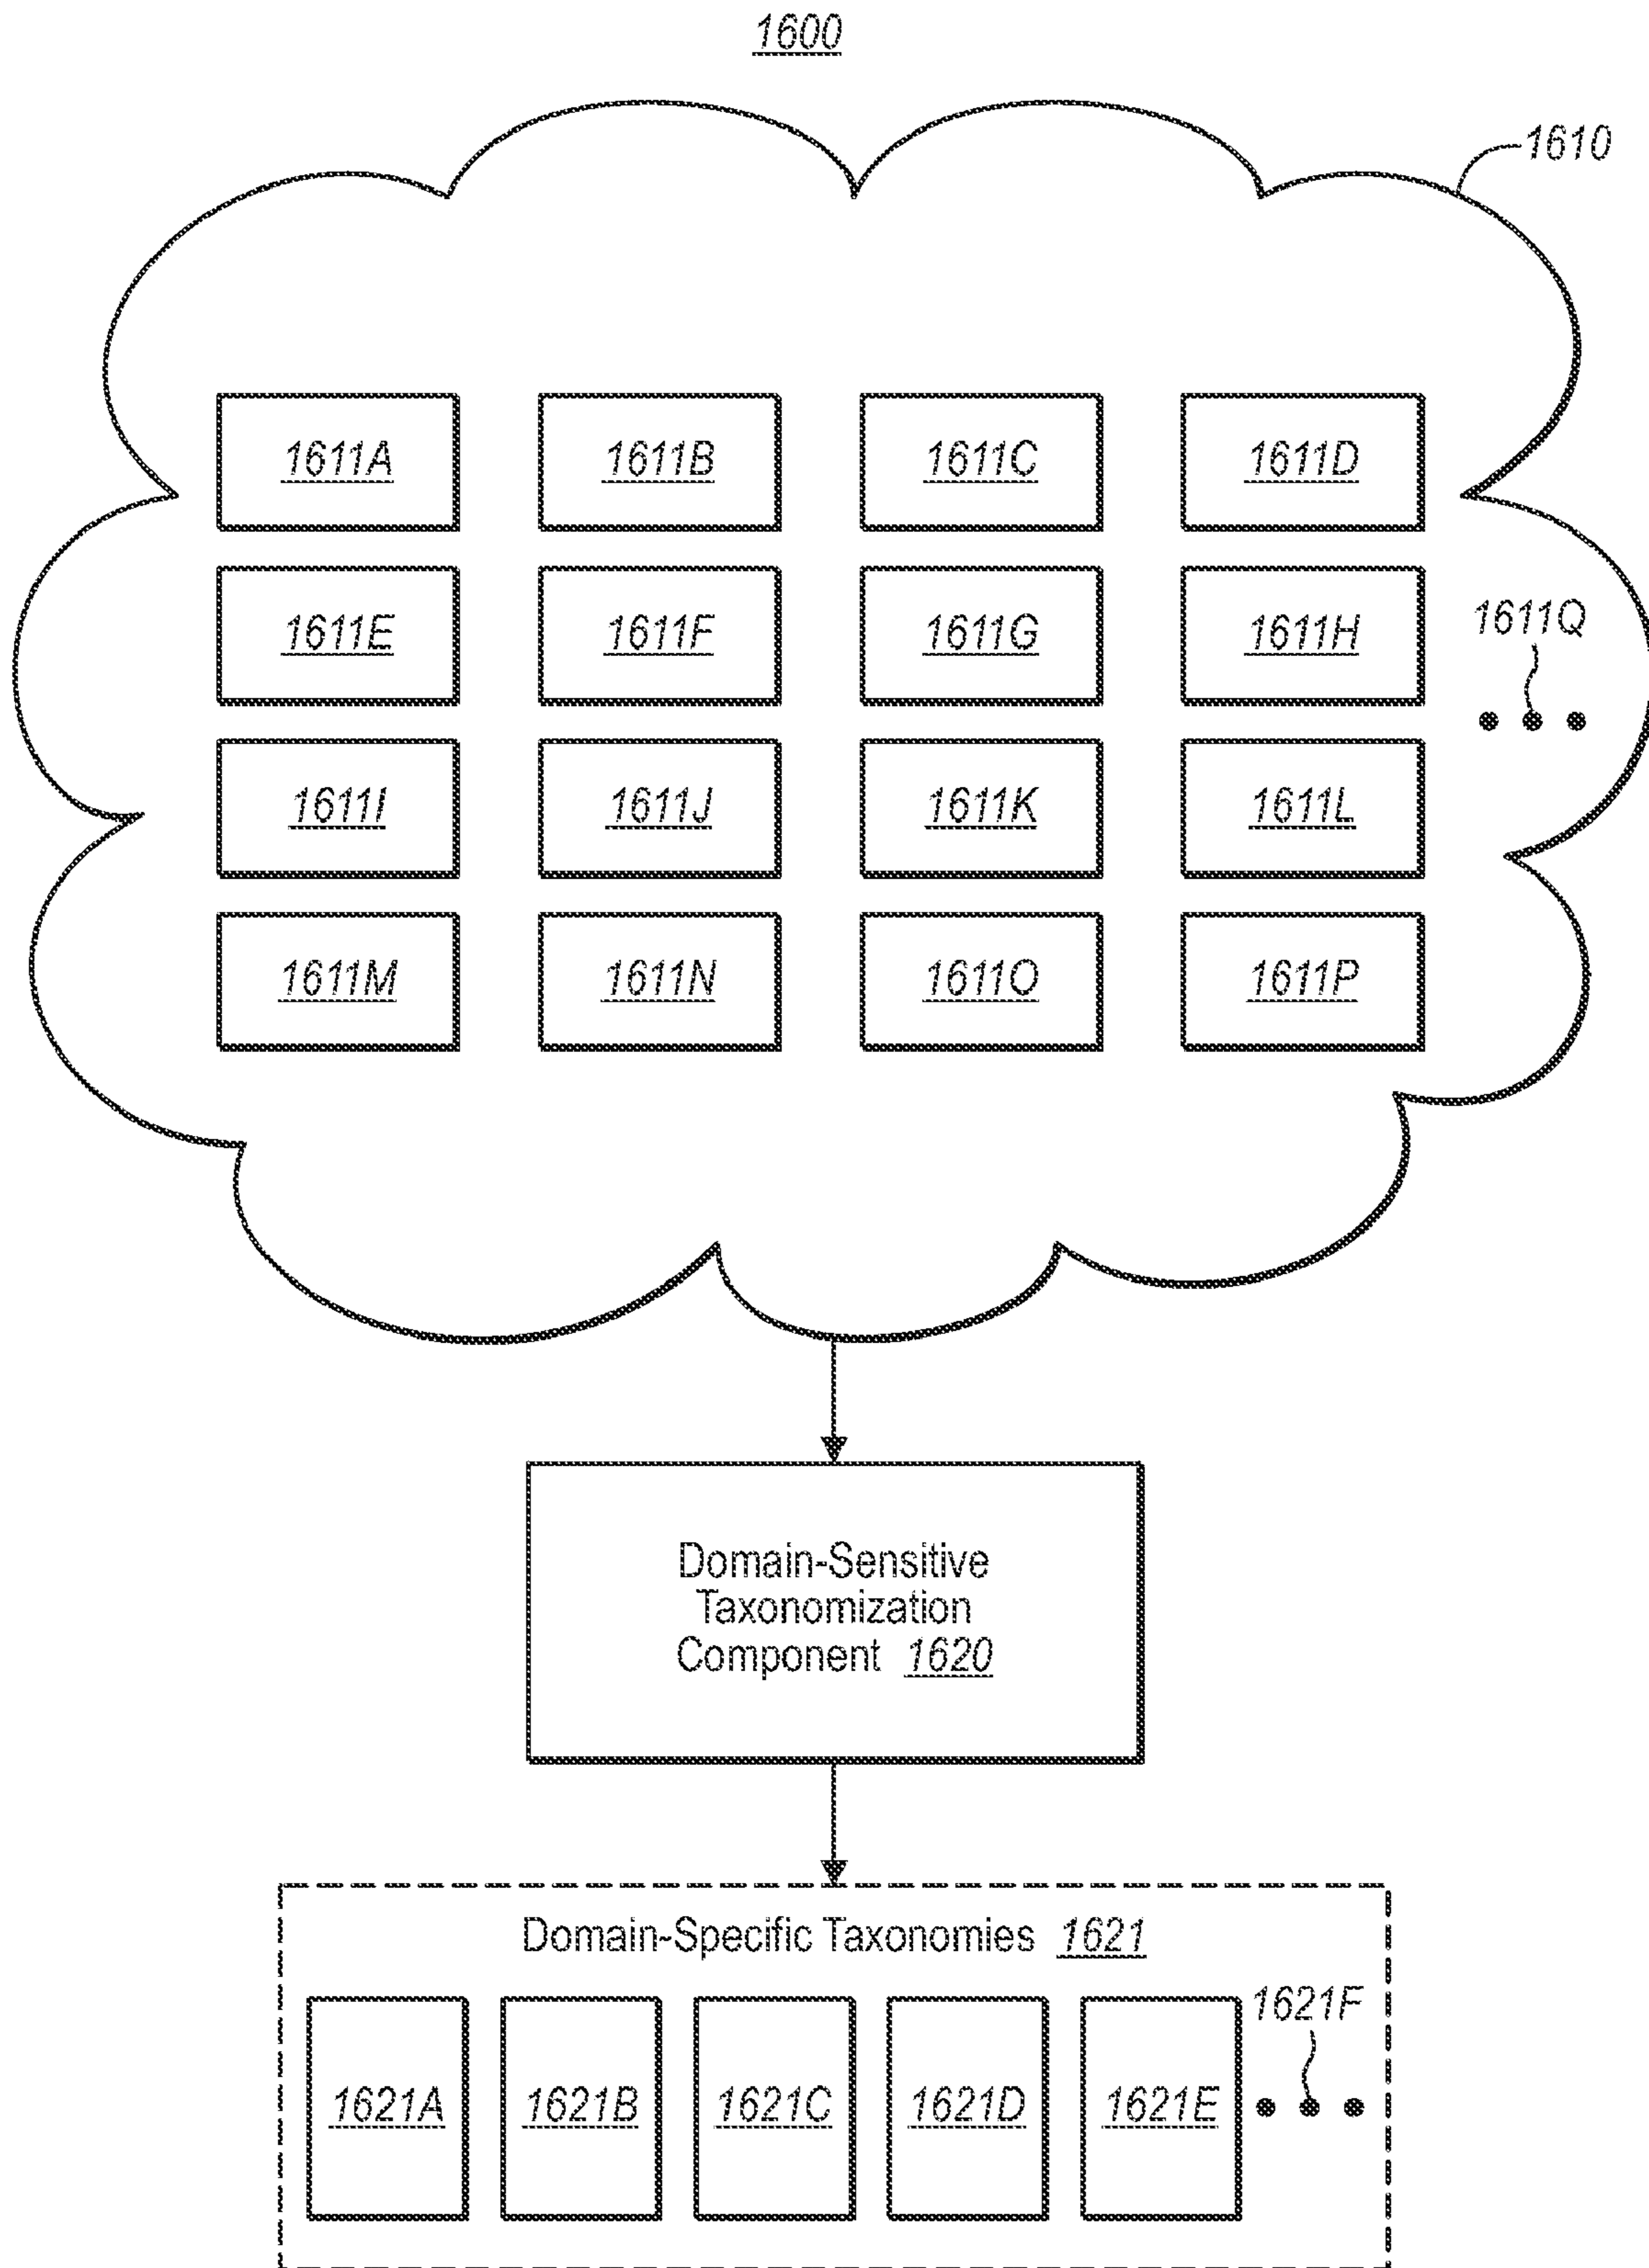 1600
1610
1611A 1611B 1611C 1611D
1611E 1611F 1611G 1611H
1611Q
1611I 1611J 1611K 1611L
1611M 1611N 1611O 1611P
Domain-Sensitive
Taxonomization
Component 1620
Domain-Specific Taxonomies 1621
1621F
1621A 1621B 1621C 1621D 1621E